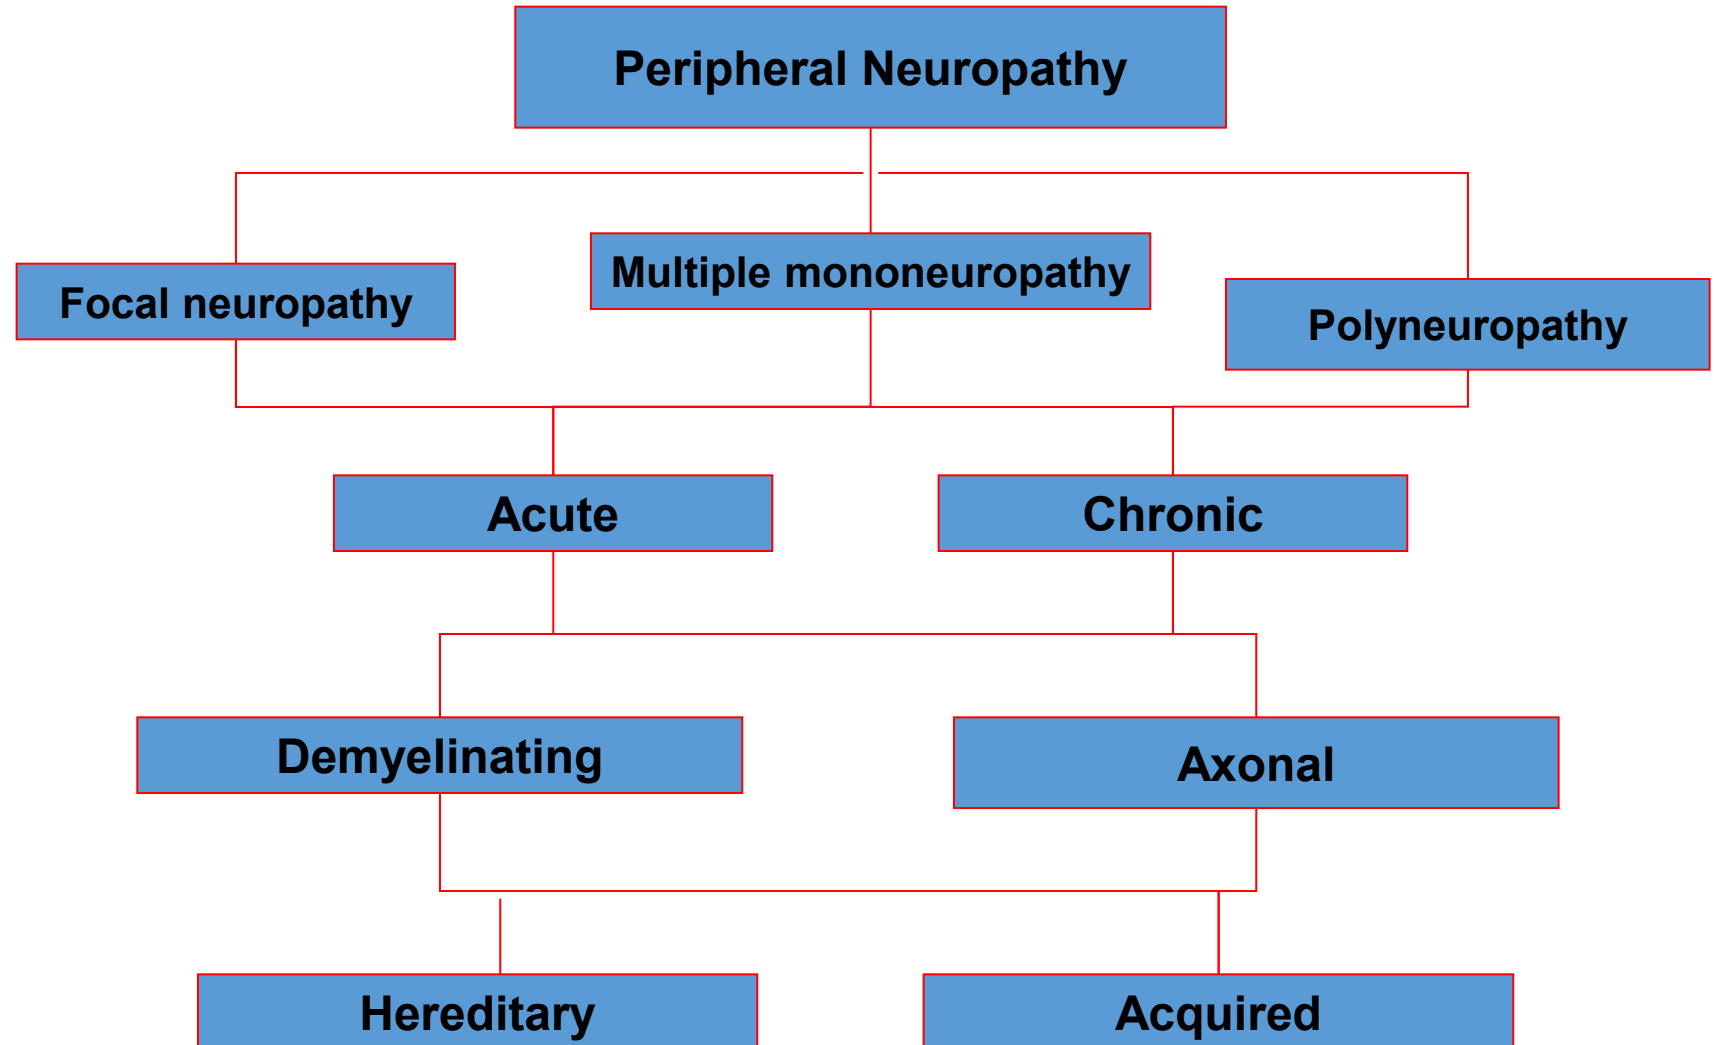 Peripheral Neuropathy
Focal neuropathy
Multiple mononeuropathy
Polyneuropathy
Acute
Chronic
Demyelinating
Axonal
Hereditary
Acquired